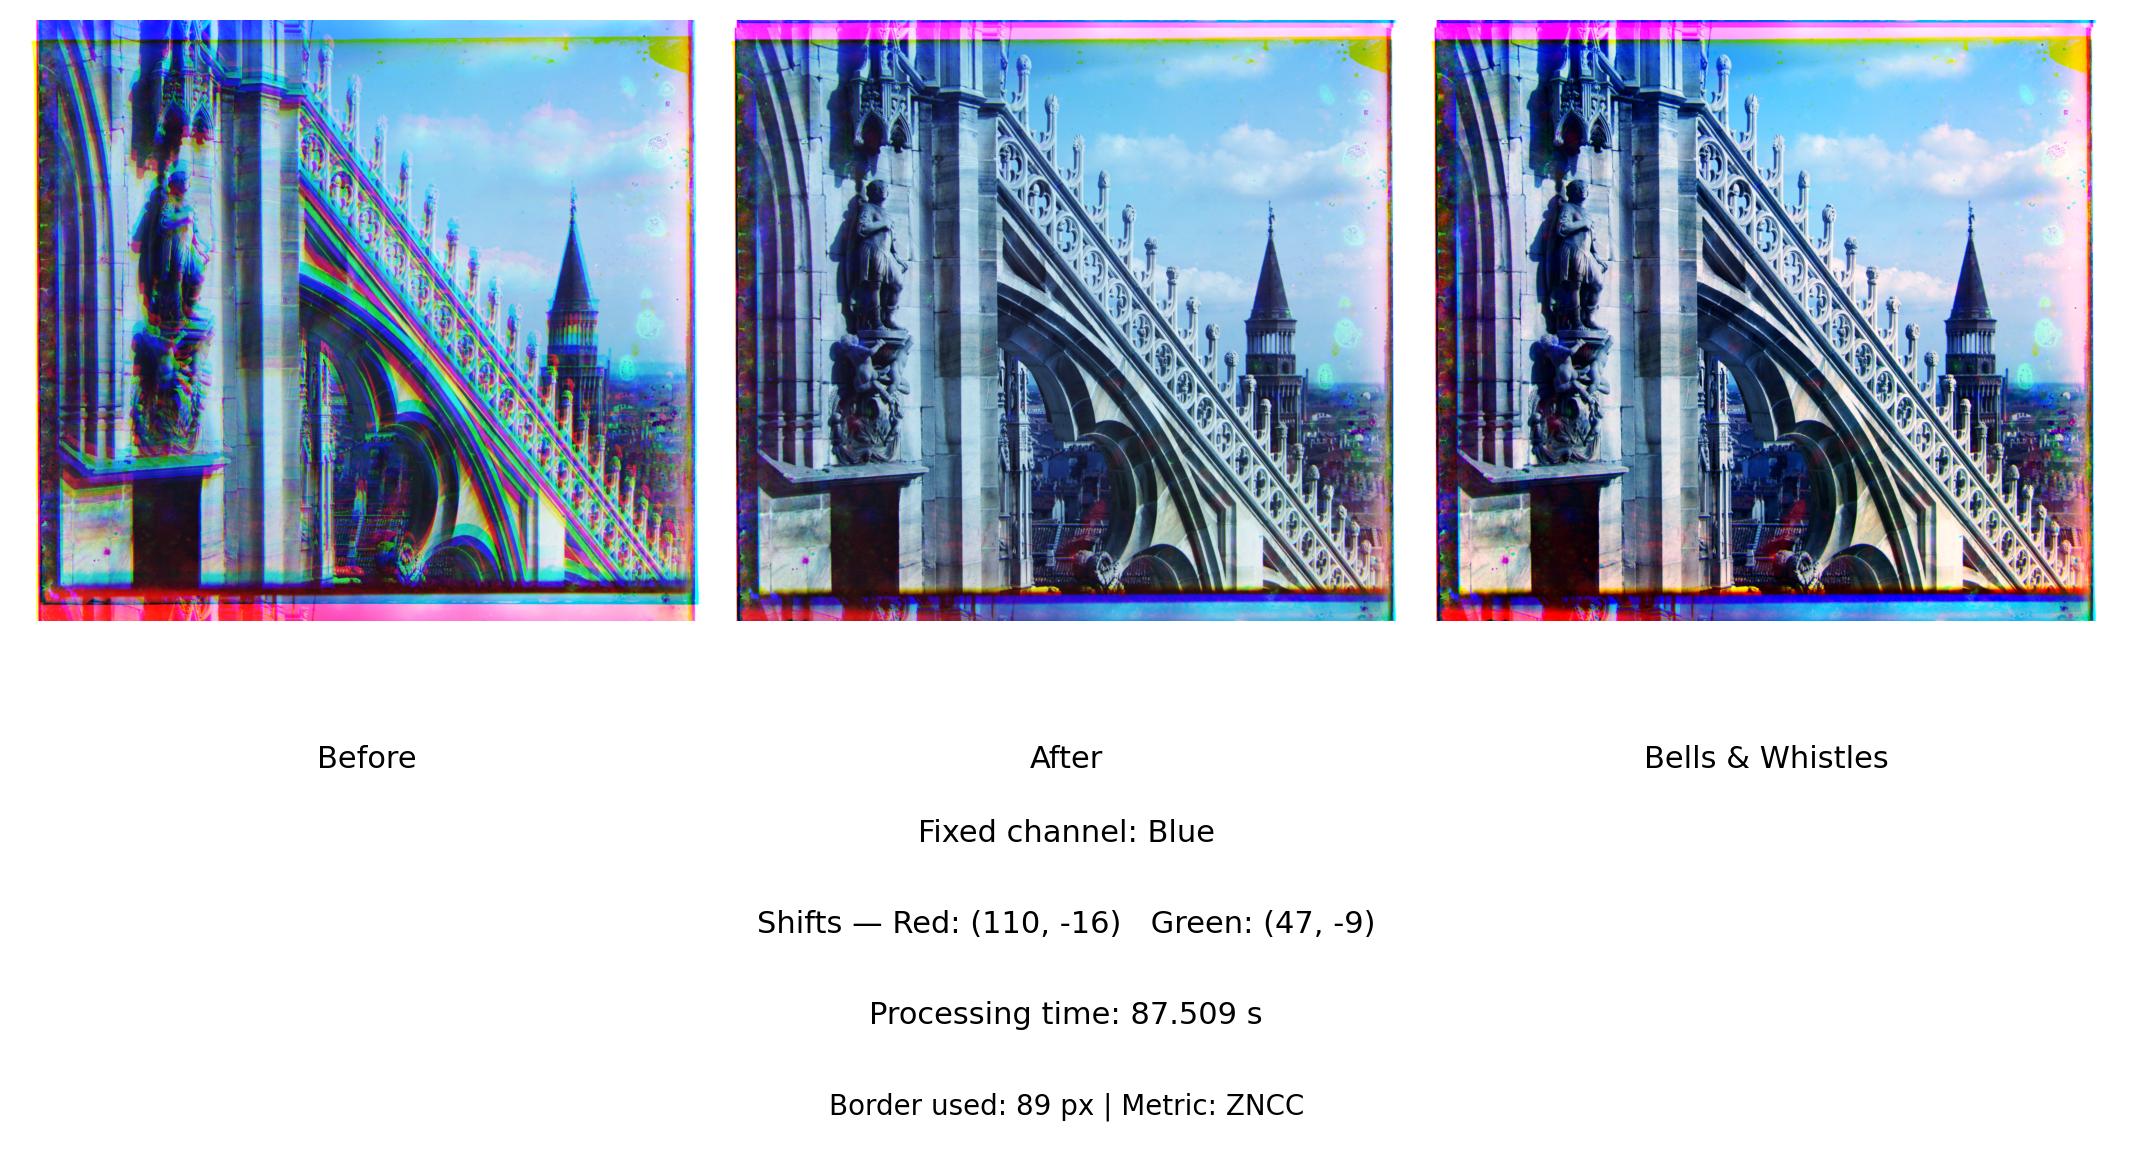 Before
After
Bells & Whistles
Fixed channel: Blue
Shifts — Red: (110, -16)   Green: (47, -9)
Processing time: 87.509 s
Border used: 89 px | Metric: ZNCC